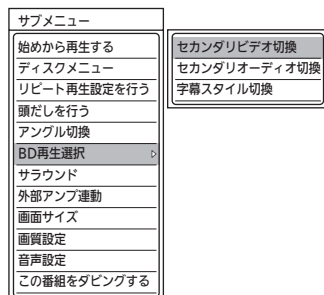 サブメニュー
始めから再生する
ディスクメニュー
リピート再生設定を行う
頭だしを行う
アングル切換
BD再生選択
サラウンド
外部アンプ連動
画面サイズ
画質設定
音声設定
この番組をダビングする
セカンダリビデオ切換
セカンダリオーディオ切換
字幕スタイル切換